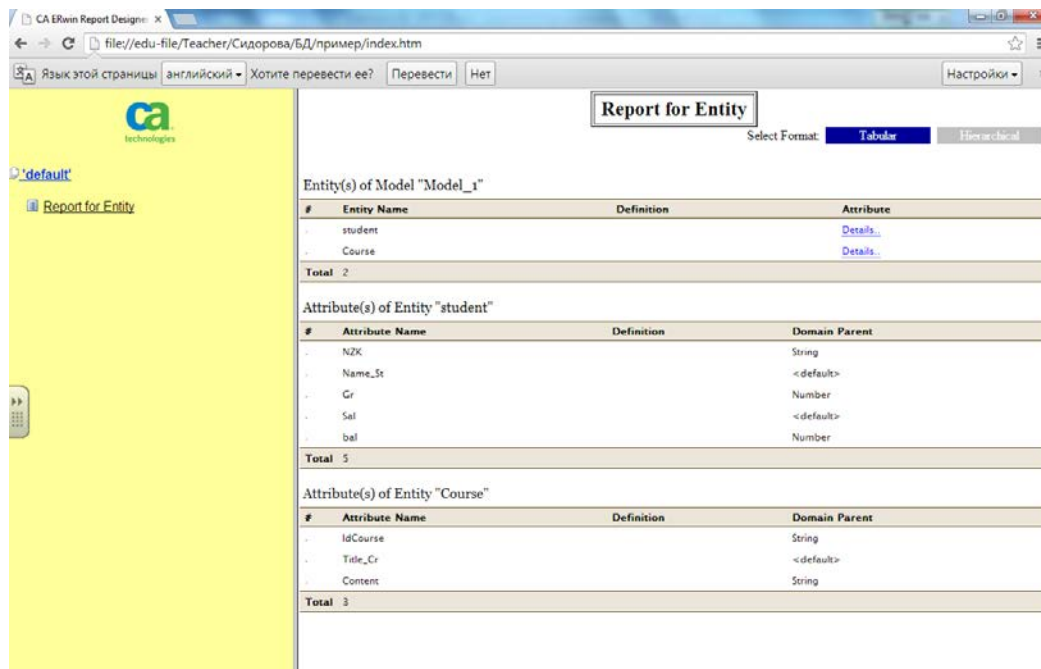 CA ERwin Report Designe
file://edu-file/Teacher/Сидорова/БД/пример/index.htm
Язык этой страницы английский Хотите перевести ее? Перевести Нет Настройки
ca
technologies
'default'
Report for Entity
Report for Entity
Select Format: Tabular Hierarchical
Entity(s) of Model "Model_1"
# Entity Name Definition Attribute
student Details..
Course Details..
Total 2
Attribute(s) of Entity "student"
# Attribute Name Definition Domain Parent
NZK String
Name_St <default>
Gr Number
Sal <default>
bal Number
Total 5
Attribute(s) of Entity "Course"
# Attribute Name Definition Domain Parent
IdCourse String
Title_Cr <default>
Content String
Total 3